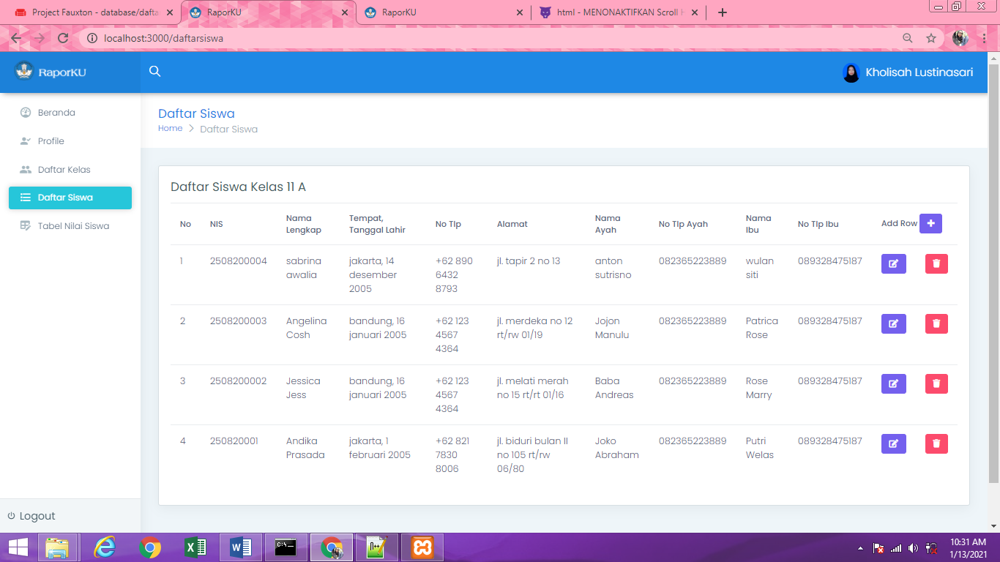 Project Fauxton - database/dafta
RaporKU
RaporKU
html - MENONAKTIFKAN Scroll H
localhost:3000/daftarsiswa
RaporKU
Kholisah Lustinasari
Beranda
Profile
Daftar Kelas
Daftar Siswa
Tabel Nilai Siswa
Logout
Daftar Siswa
Home > Daftar Siswa
Daftar Siswa Kelas 11 A
No NIS Nama Lengkap Tempat, Tanggal Lahir No Tlp Alamat Nama Ayah No Tlp Ayah Nama Ibu No Tlp Ibu Add Row +
1 2508200004 sabrina awalia jakarta, 14 desember 2005 +62 890 6432 8793 jl. tapir 2 no 13 anton sutrisno 082365223889 wulan siti 089328475187
2 2508200003 Angelina Cosh bandung, 16 januari 2005 +62 123 4567 4364 jl. merdeka no 12 rt/rw 01/19 Jojon Manulu 082365223889 Patrica Rose 089328475187
3 2508200002 Jessica Jess bandung, 16 januari 2005 +62 123 4567 4364 jl. melati merah no 15 rt/rt 01/16 Baba Andreas 082365223889 Rose Marry 089328475187
4 250820001 Andika Prasada jakarta, 1 februari 2005 +62 821 7830 8006 jl. biduri bulan II no 105 rt/rw 06/80 Joko Abraham 082365223889 Putri Welas 089328475187
10:31 AM
1/13/2021